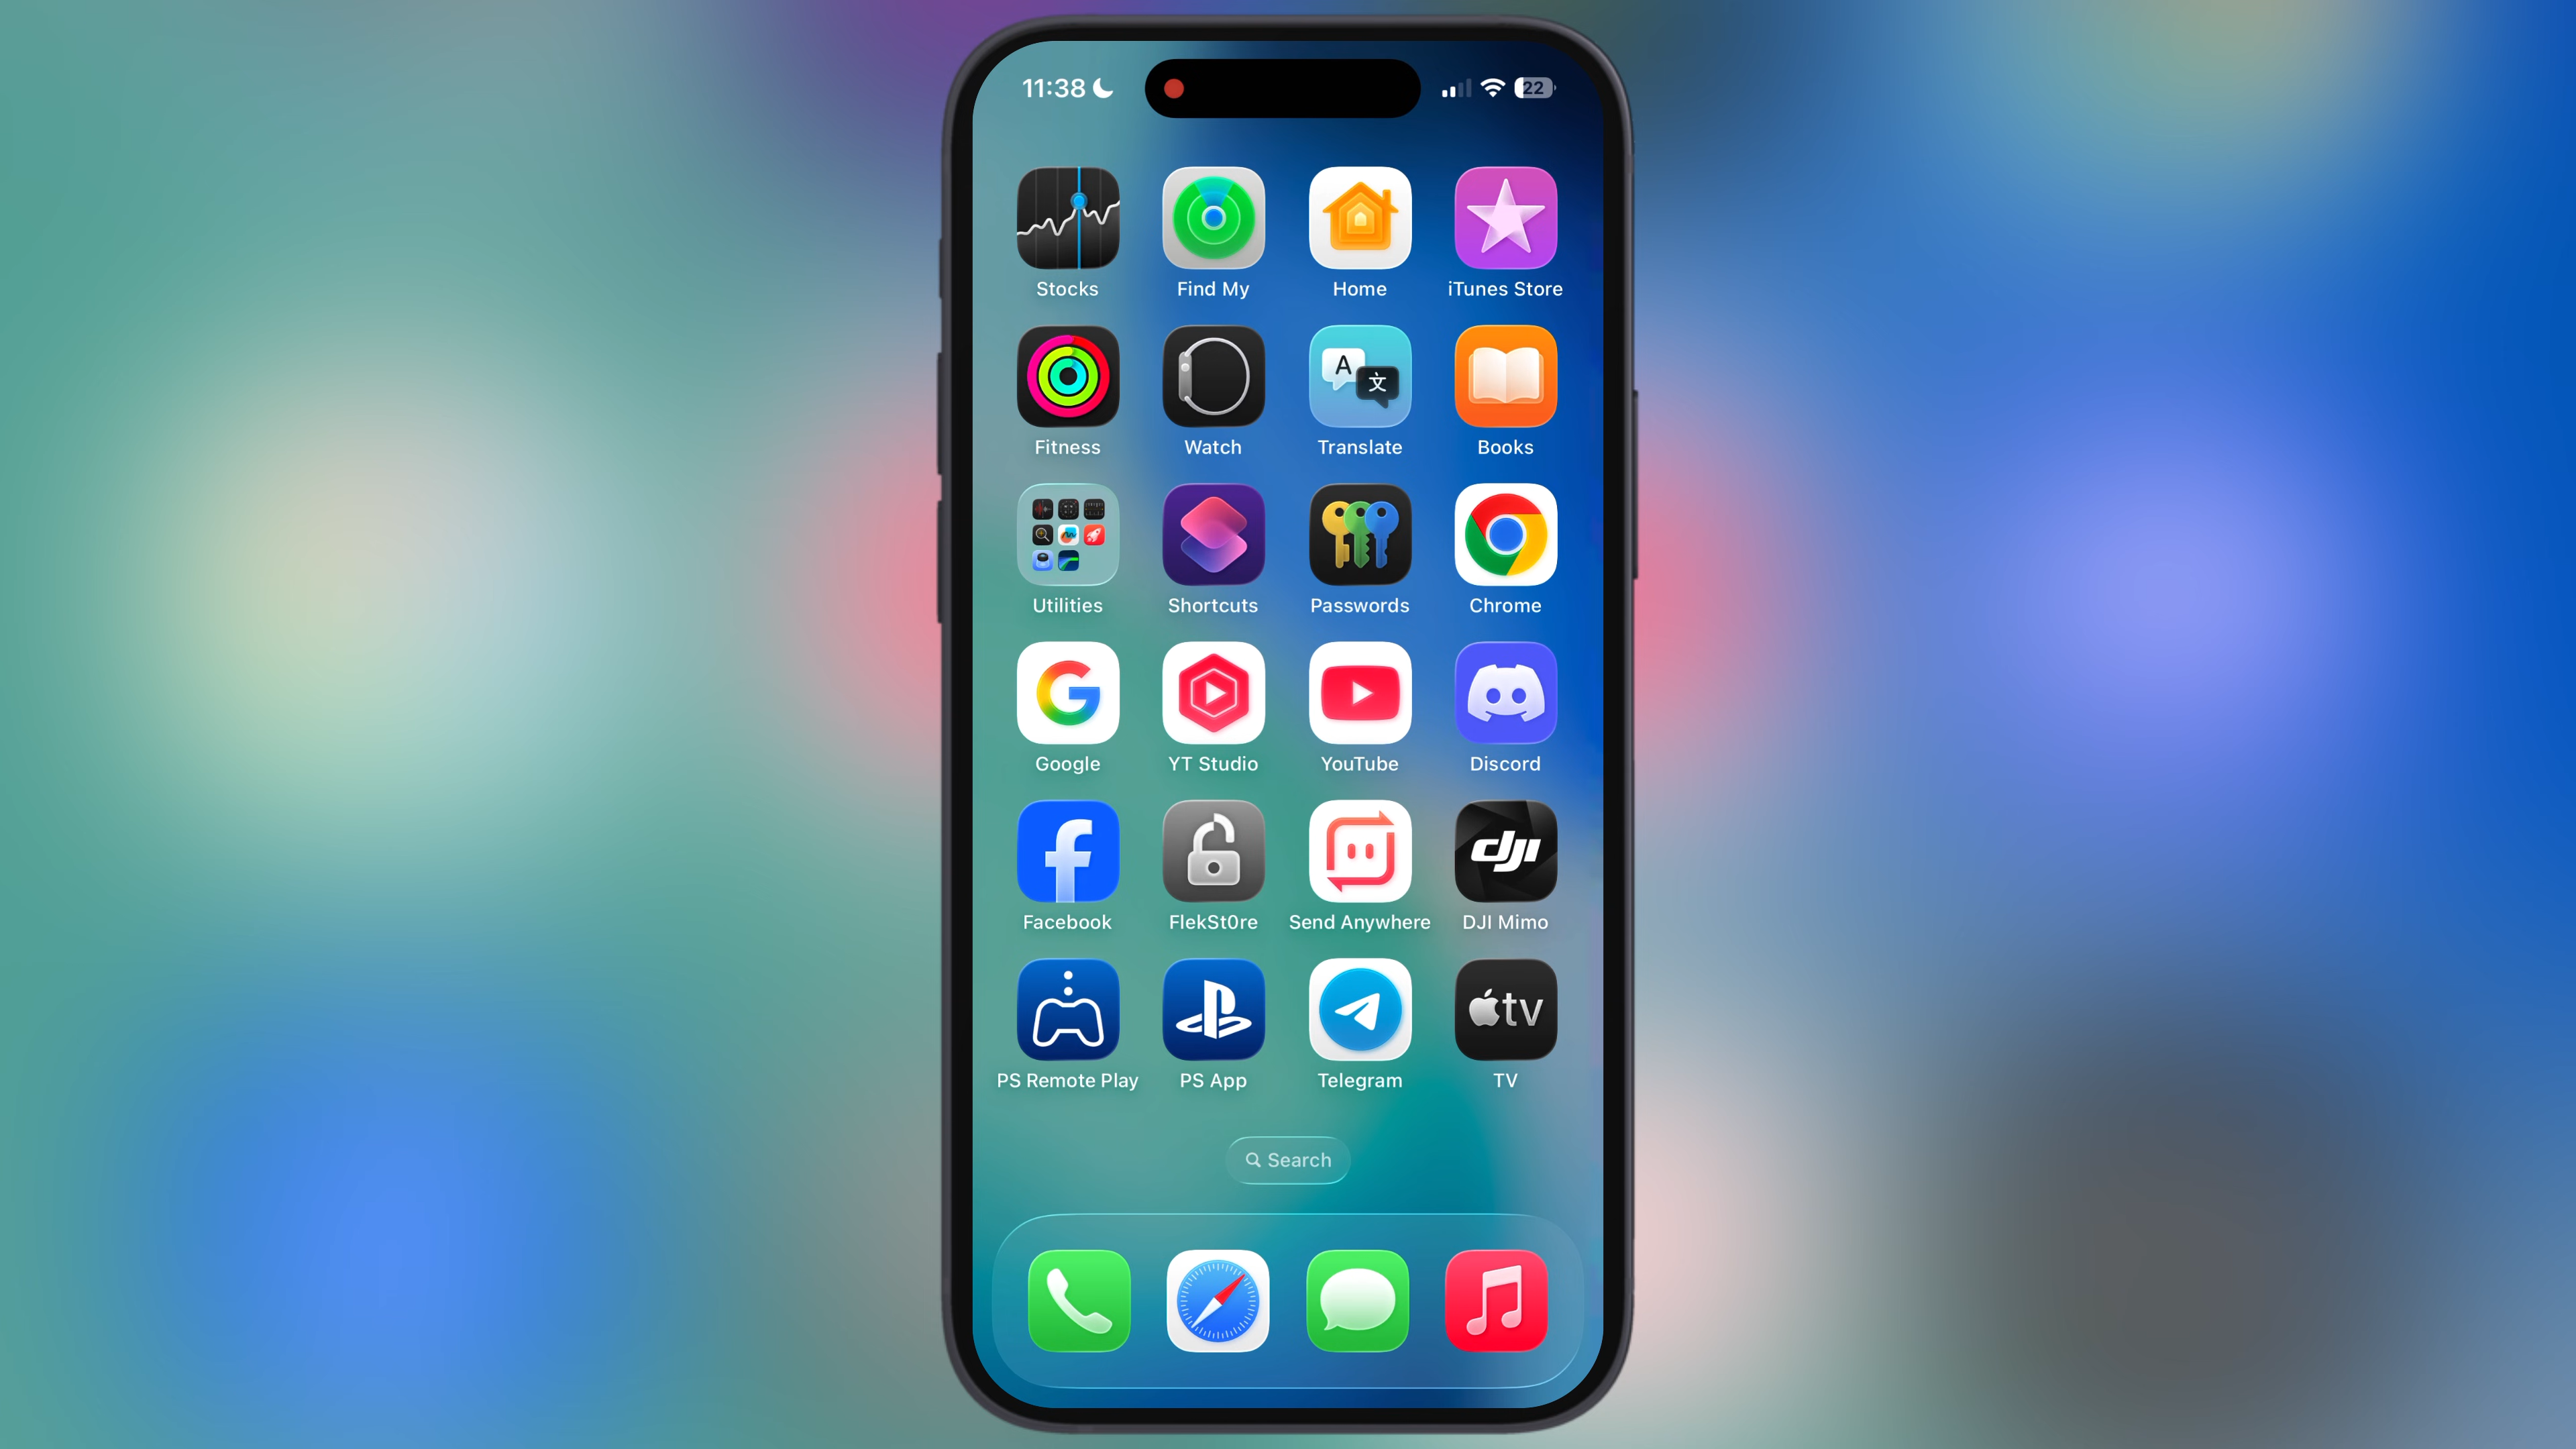 11:38 22
Stocks Find My Home iTunes Store
A 文
Fitness Watch Translate Books
Utilities Shortcuts Passwords Chrome
G
Google YT Studio YouTube Discord
f dji
Facebook FlekSt0re Send Anywhere DJI Mimo
tv
PS Remote Play PS App Telegram TV
Search